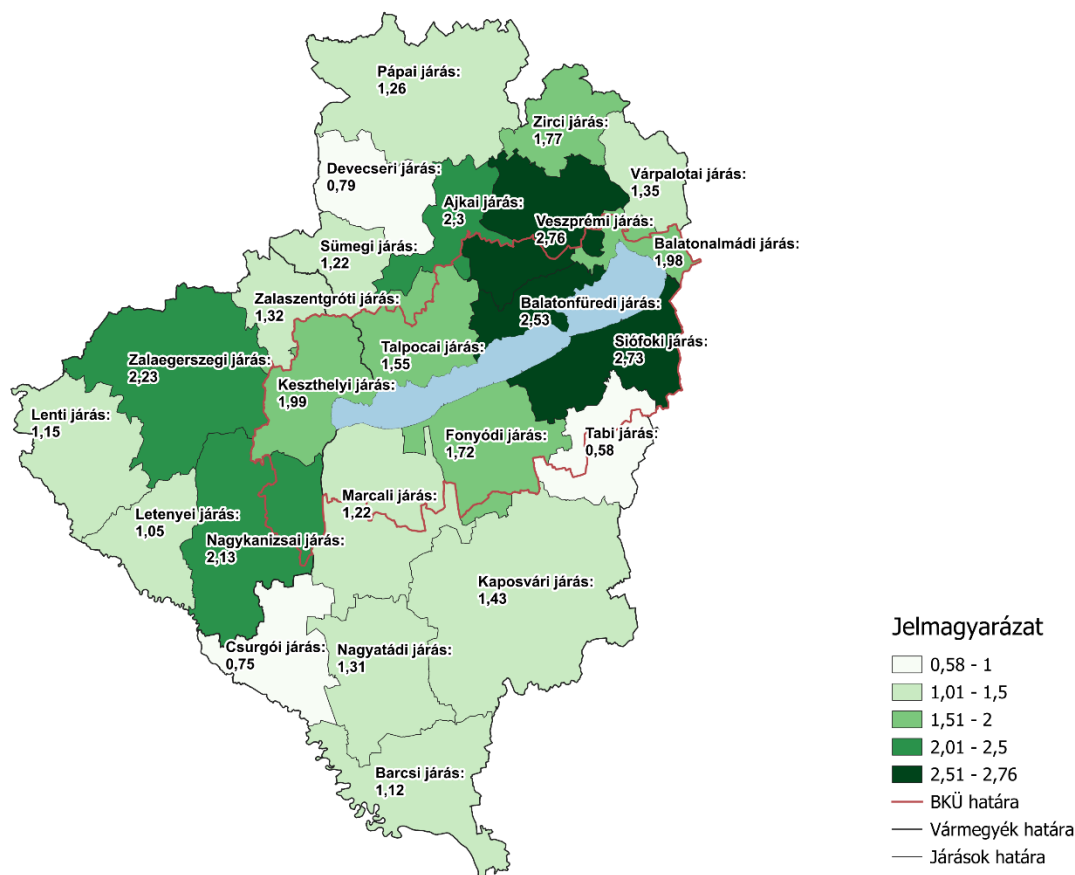 Pápai járás:
1,26
Zirci járás:
1,77
Devecseri járás:
0,79
Várpalotai járás:
1,35
Ajkai járás:
2,3
Veszprémi járás:
2,76
Sümegi járás:
1,22
Balatonalmádi járás:
1,98
Zalaszentgróti járás:
1,32
Balatonfüredi járás:
2,53
Zalaegerszegi járás:
2,23
Talpocai járás:
1,55
Siófoki járás:
2,73
Keszthelyi járás:
1,99
Lenti járás:
1,15
Fonyódi járás:
1,72
Tabi járás:
0,58
Marcali járás:
1,22
Letenyei járás:
1,05
Nagykanizsai járás:
2,13
Kaposvári járás:
1,43
Csurgói járás:
0,75
Nagyatádi járás:
1,31
Barcsi járás:
1,12
Jelmagyarázat
0,58 - 1
1,01 - 1,5
1,51 - 2
2,01 - 2,5
2,51 - 2,76
BKÜ határa
Vármegyék határa
Járások határa